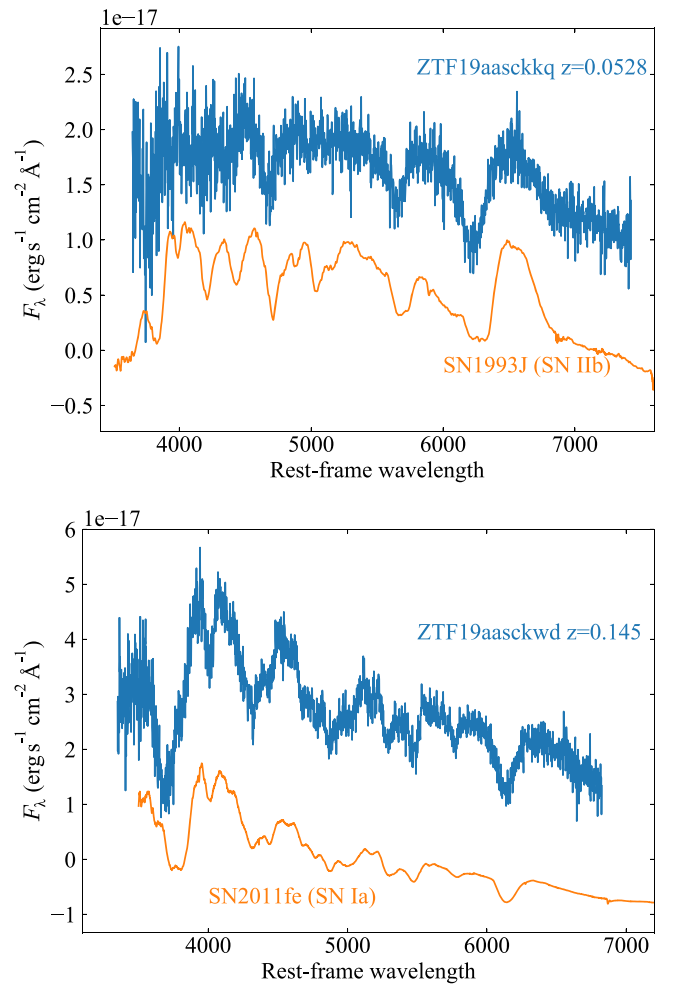 1e−17
ZTF19aasckkq z=0.0528
2.5
2.0
1.5
1.0
0.5
0.0
−0.5
F_λ (erg s⁻¹ cm⁻² Å⁻¹)
SN1993J (SN IIb)
4000 5000 6000 7000
Rest-frame wavelength
1e−17
6
5
4
3
2
1
0
−1
F_λ (erg s⁻¹ cm⁻² Å⁻¹)
ZTF19aasckwd z=0.145
SN2011fe (SN Ia)
4000 5000 6000 7000
Rest-frame wavelength